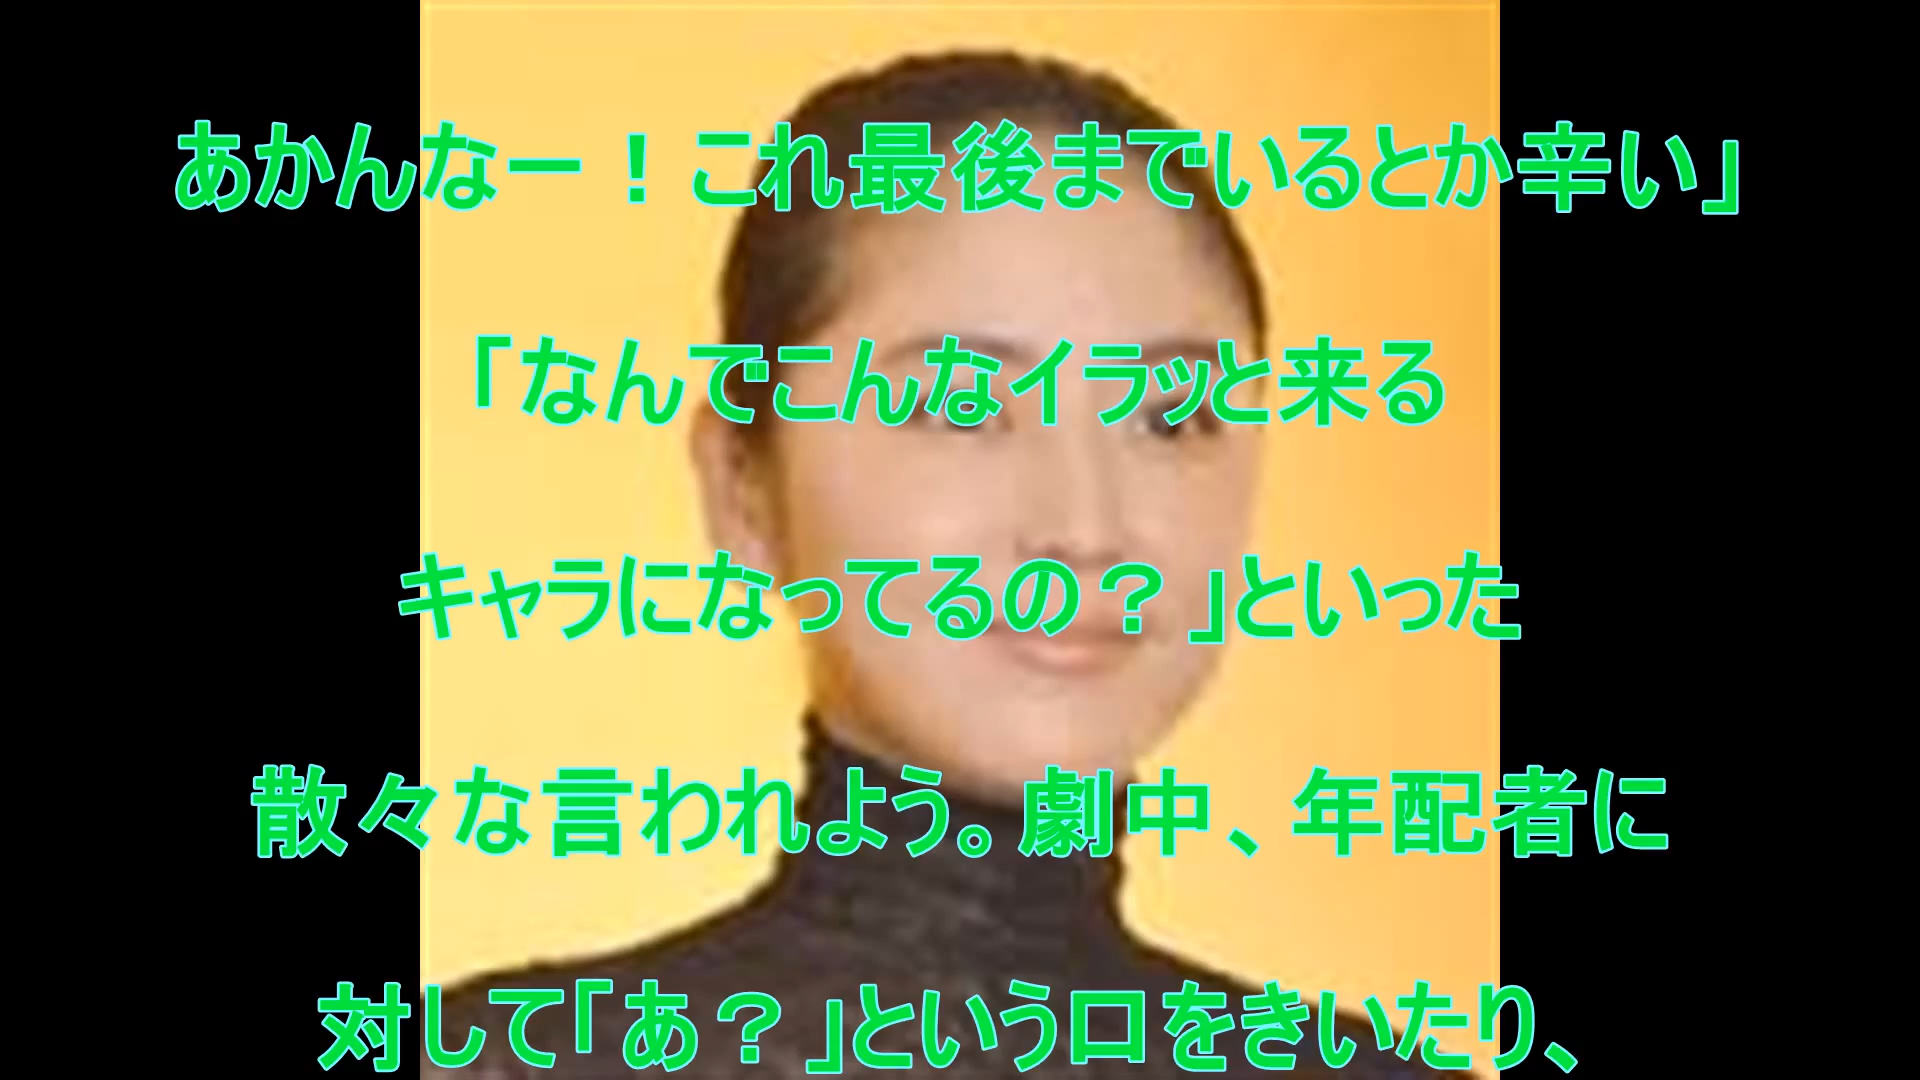 あかんなー！これ最後までいるとか辛い」
「なんでこんなイラッと来る
キャラになってるの？」といった
散々な言われよう。劇中、年配者に
対して「あ？」という口をきいたり、